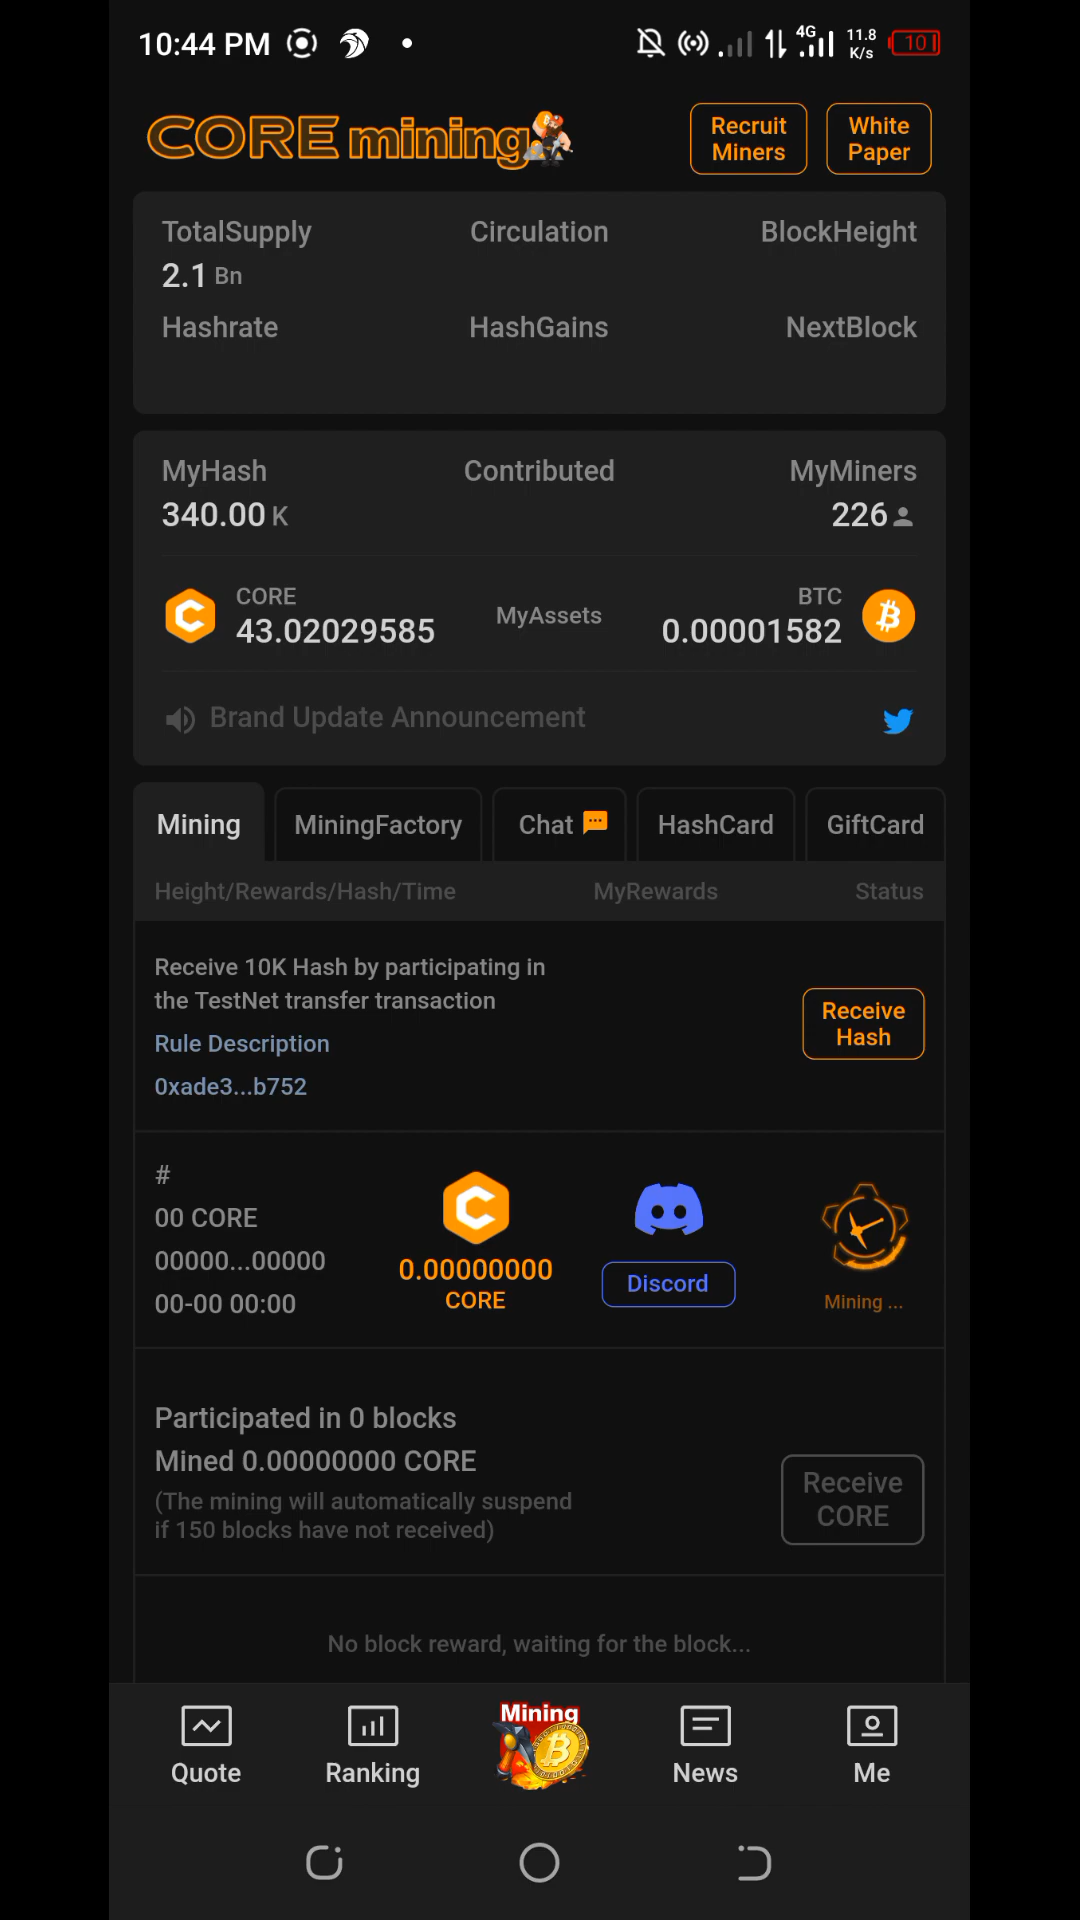 10:44 PM 4G 11.8 K/s 10
CORE mining
Recruit Miners
White Paper
TotalSupply Circulation BlockHeight
2.1 Bn
Hashrate HashGains NextBlock
MyHash Contributed MyMiners
340.00 K 226
CORE BTC
43.02029585 MyAssets 0.00001582
Brand Update Announcement
Mining MiningFactory Chat HashCard GiftCard
Height/Rewards/Hash/Time MyRewards Status
Receive 10K Hash by participating in
the TestNet transfer transaction
Rule Description
0xade3...b752
Receive
Hash
#
00 CORE
00000...00000
00-00 00:00
0.00000000
CORE
Discord
Mining ...
Participated in 0 blocks
Mined 0.00000000 CORE
(The mining will automatically suspend
if 150 blocks have not received)
Receive
CORE
No block reward, waiting for the block...
Mining
Quote Ranking News Me